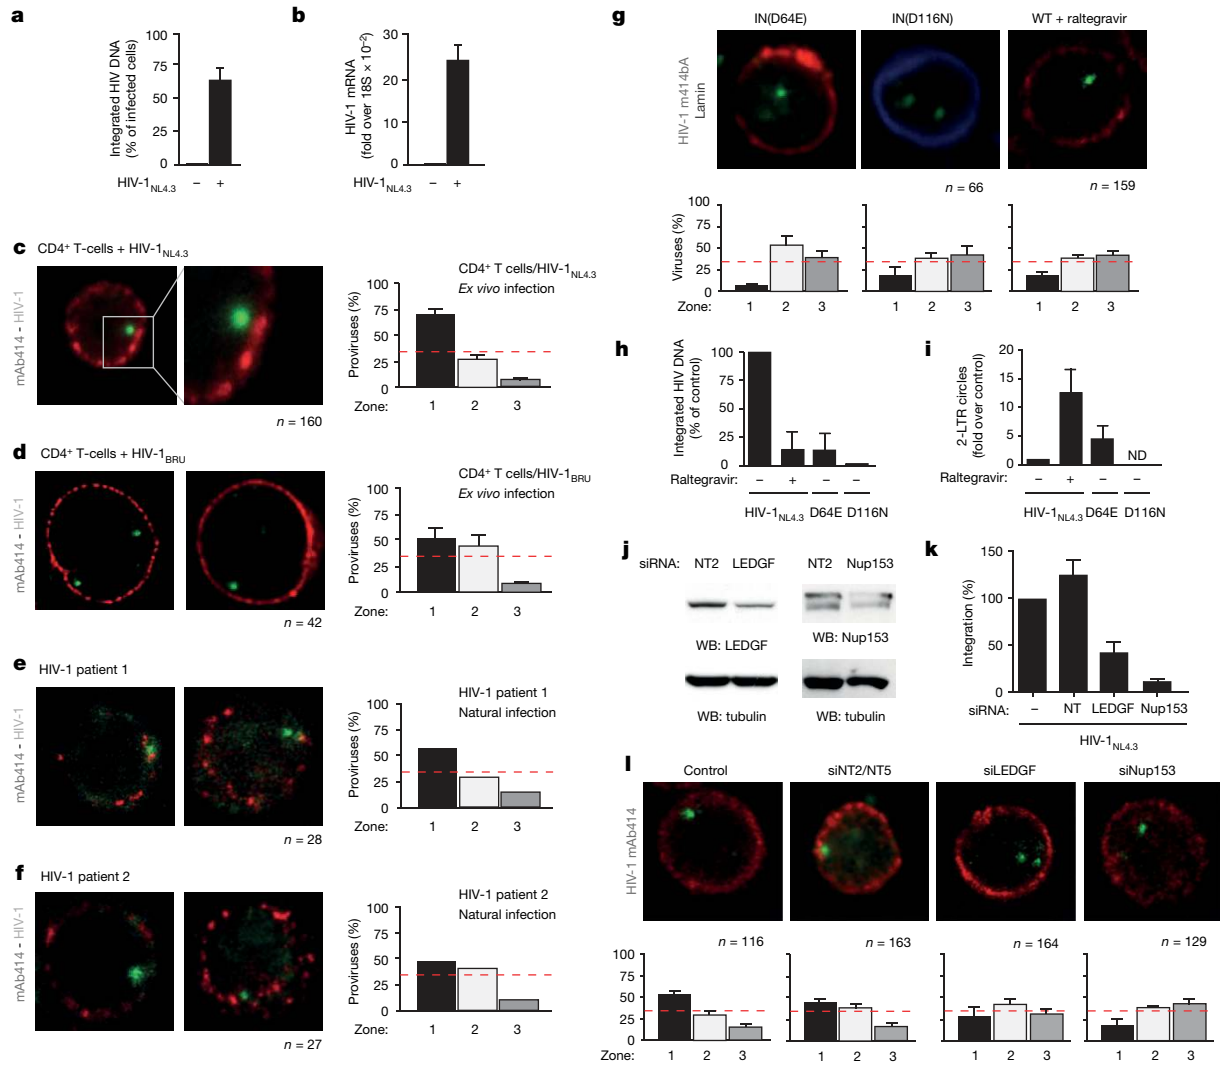 a
Integrated HIV DNA
(% of infected cells)
100
75
50
25
0
HIV-1NL4.3 – +
b
HIV-1 mRNA
(fold over 18S × 10–2)
30
20
10
0
HIV-1NL4.3 – +
c
CD4+ T-cells + HIV-1NL4.3
mAb414 - HIV-1
n = 160
CD4+ T cells/HIV-1NL4.3
Ex vivo infection
Proviruses (%)
100
75
50
25
0
Zone: 1 2 3
d
CD4+ T-cells + HIV-1BRU
mAb414 - HIV-1
n = 42
CD4+ T cells/HIV-1BRU
Ex vivo infection
Proviruses (%)
100
75
50
25
0
Zone: 1 2 3
e
HIV-1 patient 1
mAb414 - HIV-1
n = 28
HIV-1 patient 1
Natural infection
Proviruses (%)
100
75
50
25
0
Zone: 1 2 3
f
HIV-1 patient 2
mAb414 - HIV-1
n = 27
HIV-1 patient 2
Natural infection
Proviruses (%)
100
75
50
25
0
Zone: 1 2 3
g
IN(D64E) IN(D116N) WT + raltegravir
HIV-1 m414bA
Lamin
n = 66 n = 159
Viruses (%)
100
75
50
25
0
Zone: 1 2 3 1 2 3 1 2 3
h
Integrated HIV DNA
(% of control)
100
75
50
25
0
Raltegravir: – + – –
HIV-1NL4.3 D64E D116N
i
2-LTR circles
(fold over control)
20
15
10
5
0
ND
Raltegravir: – + – –
HIV-1NL4.3 D64E D116N
j
siRNA: NT2 LEDGF NT2 Nup153
WB: LEDGF WB: Nup153
WB: tubulin WB: tubulin
k
Integration (%)
150
100
50
0
siRNA: – NT LEDGF Nup153
HIV-1NL4.3
l
Control siNT2/NT5 siLEDGF siNup153
HIV-1 mAb414
n = 116 n = 163 n = 164 n = 129
100
75
50
25
0
Zone: 1 2 3 1 2 3 1 2 3 1 2 3